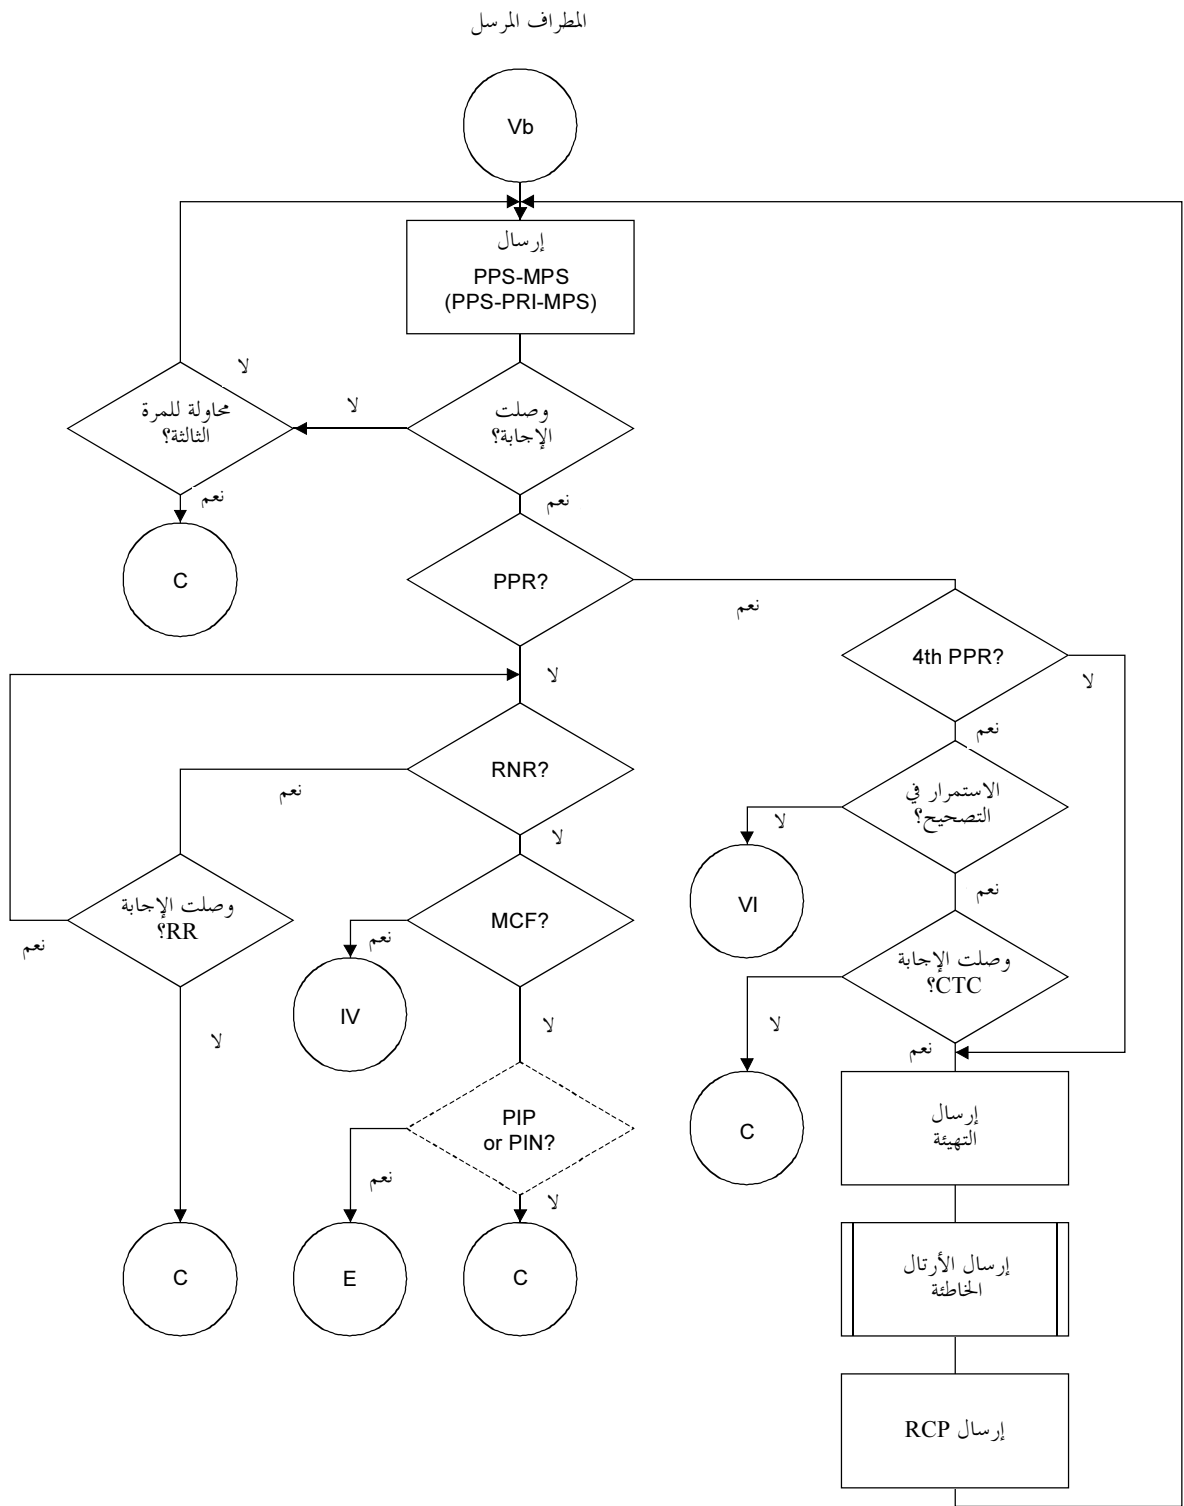 المطراف المرسل
Vb
إرسال
PPS-MPS
(PPS-PRI-MPS)
لا
محاولة للمرة
الثالثة؟
لا
وصلت
الإجابة؟
نعم
نعم
C
PPR?
نعم
4th PPR?
لا
لا
نعم
RNR?
نعم
الاستمرار في
التصحيح؟
لا
لا
نعم
VI
وصلت الإجابة
RR؟
نعم
MCF?
نعم
وصلت الإجابة
CTC؟
IV
لا
لا
لا
نعم
PIP
or PIN?
C
إرسال
التهيئة
نعم
لا
C
E
C
إرسال الأرتال
الخاطئة
إرسال RCP